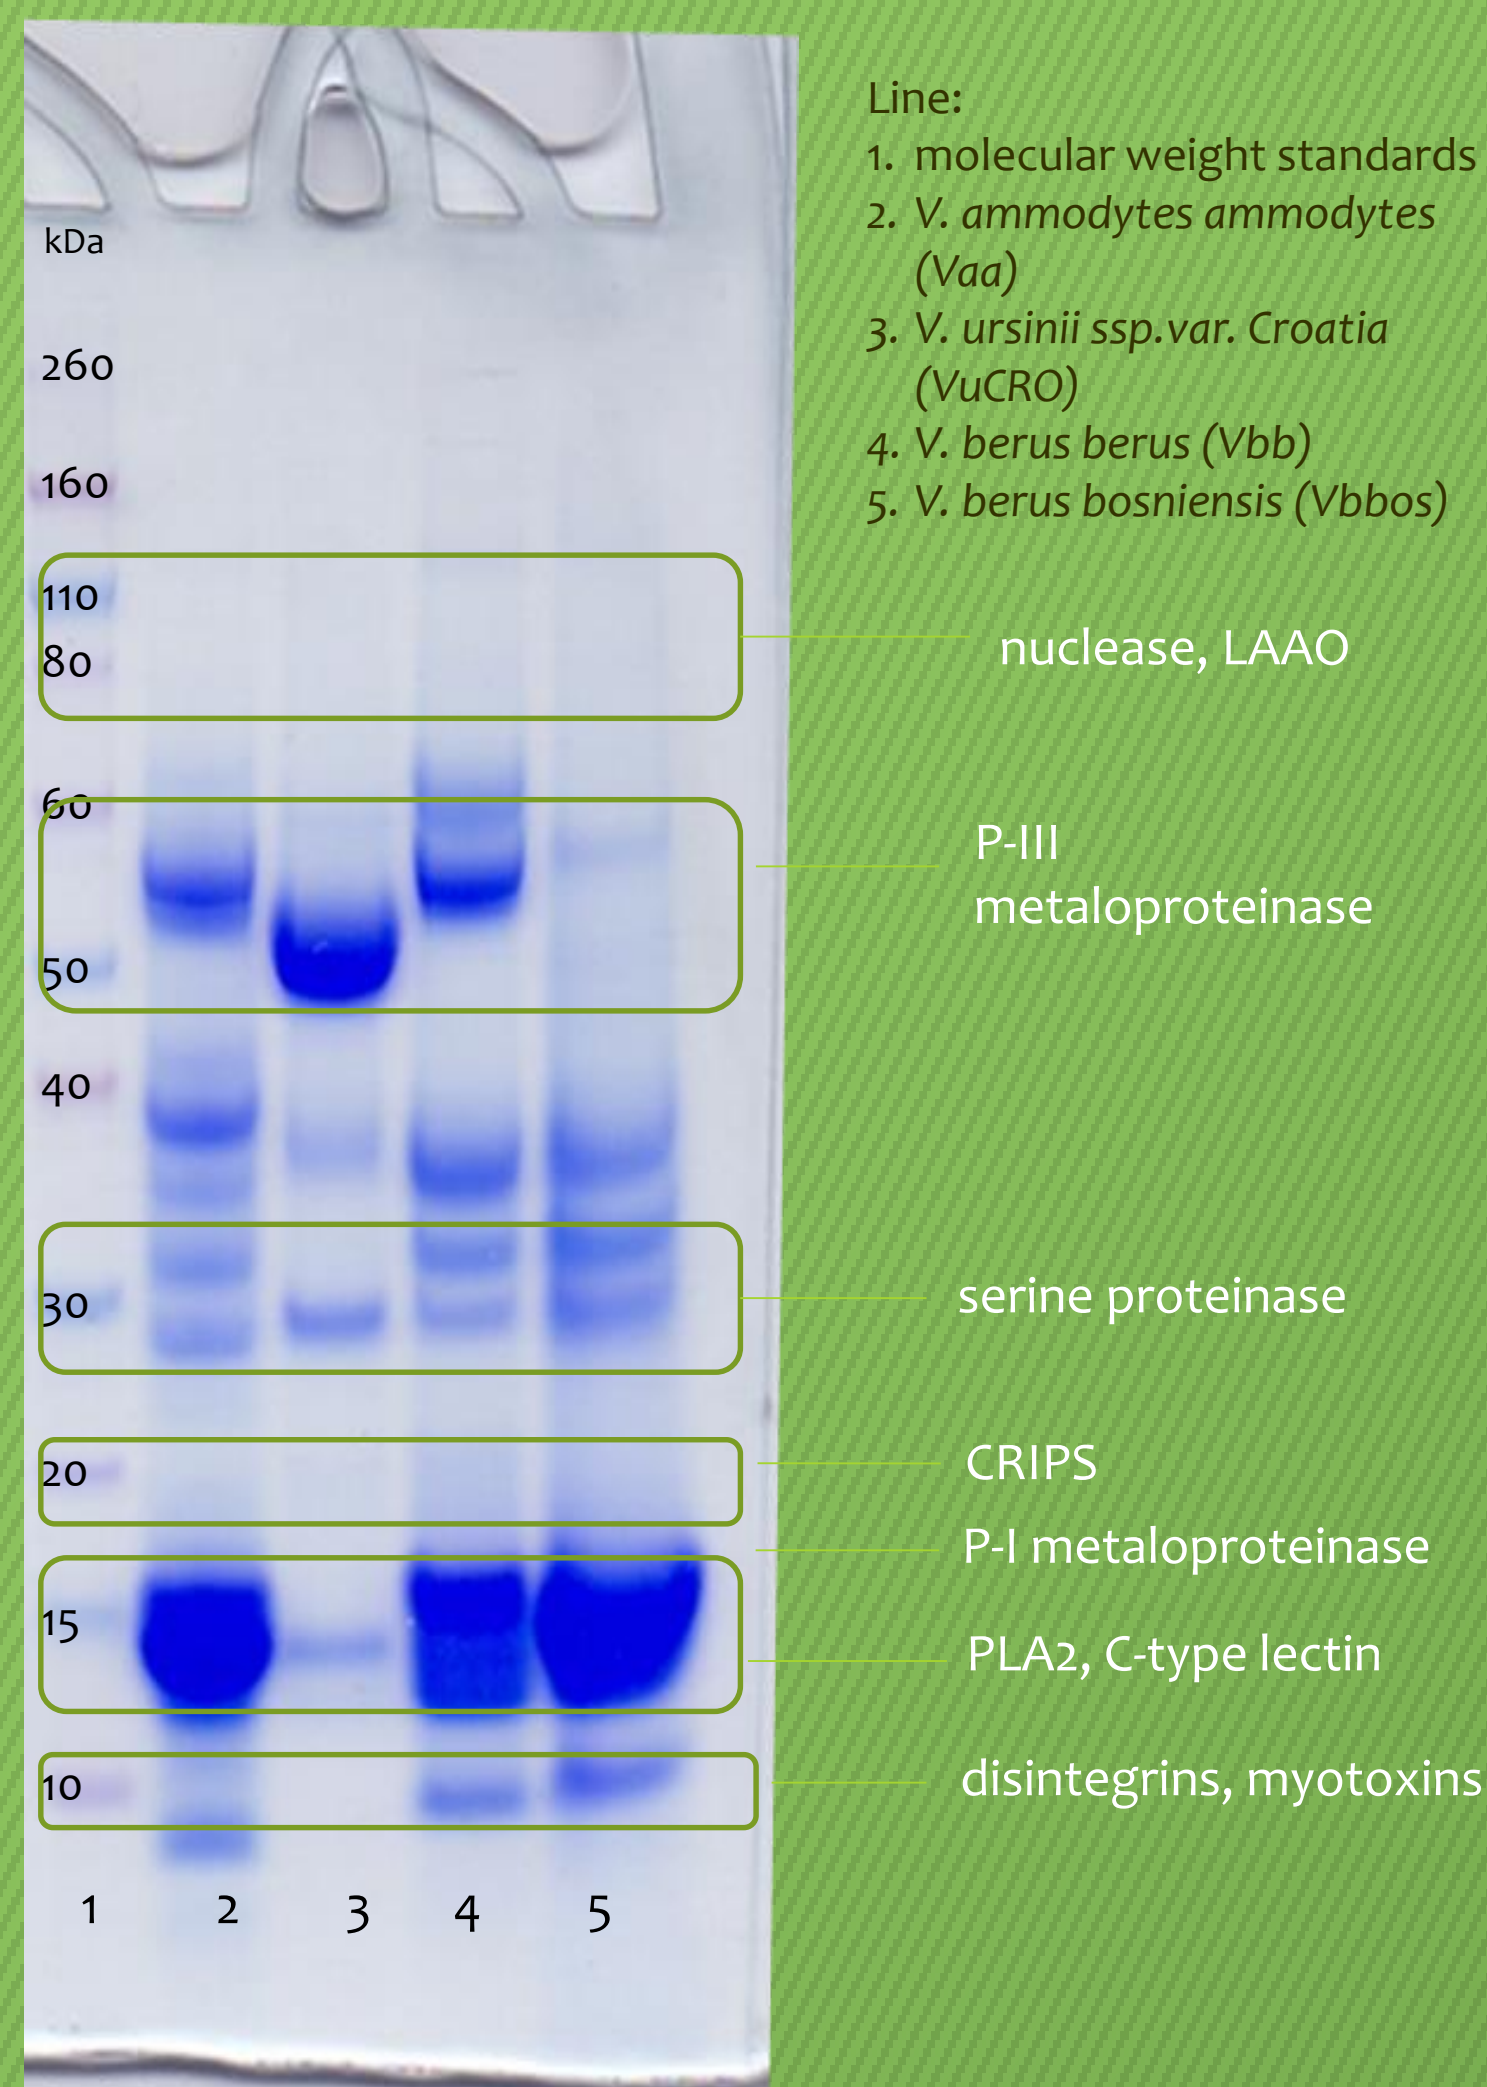 Line:
1. molecular weight standards
2. V. ammodytes ammodytes
(Vaa)
3. V. ursinii ssp.var. Croatia
(VuCRO)
4. V. berus berus (Vbb)
5. V. berus bosniensis (Vbbos)
kDa
260
160
110
80
60
50
40
30
20
15
10
nuclease, LAAO
P-III
metaloproteinase
serine proteinase
CRIPS
P-I metaloproteinase
PLA2, C-type lectin
disintegrins, myotoxins
1 2 3 4 5